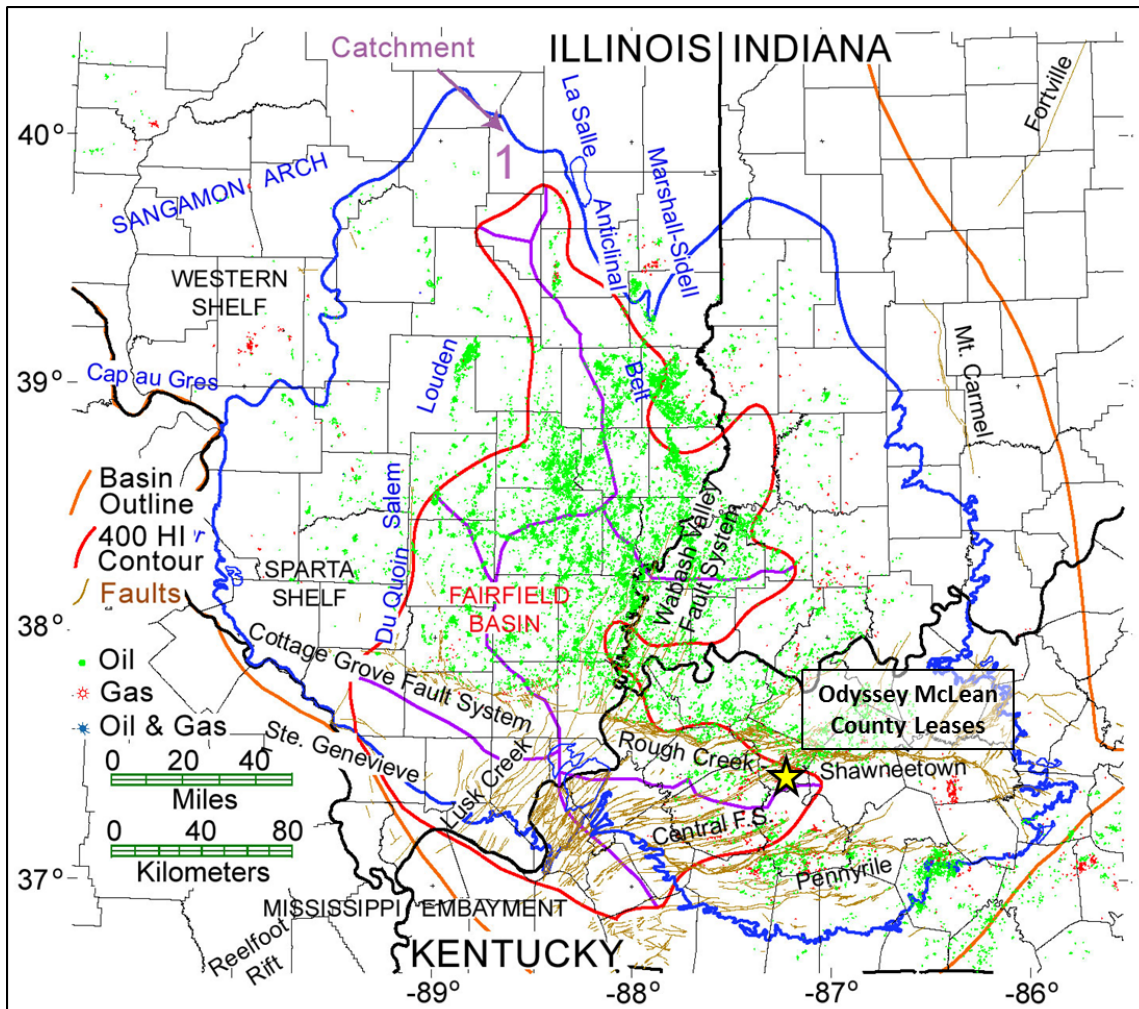 Catchment
1
ILLINOIS
INDIANA
40°
39°
38°
37°
SANGAMON ARCH
La Salle
Anticlinal
Belt
Marshall-Sidell
Fortville
WESTERN
SHELF
Cap au Gres
Louden
Mt. Carmel
Salem
Du Quoin
SPARTA
SHELF
FAIRFIELD
BASIN
Wabash Valley
Fault System
Basin
Outline
400 HI
Contour
Faults
Oil
Gas
Oil & Gas
0 20 40
Miles
0 40 80
Kilometers
Cottage Grove Fault System
Ste. Genevieve
Lusk Creek
Rough Creek
Shawneetown
Odyssey McLean
County Leases
Central F.S.
Pennyrile
MISSISSIPPI EMBAYMENT
Reelfoot
Rift
KENTUCKY
-89°
-88°
-87°
-86°